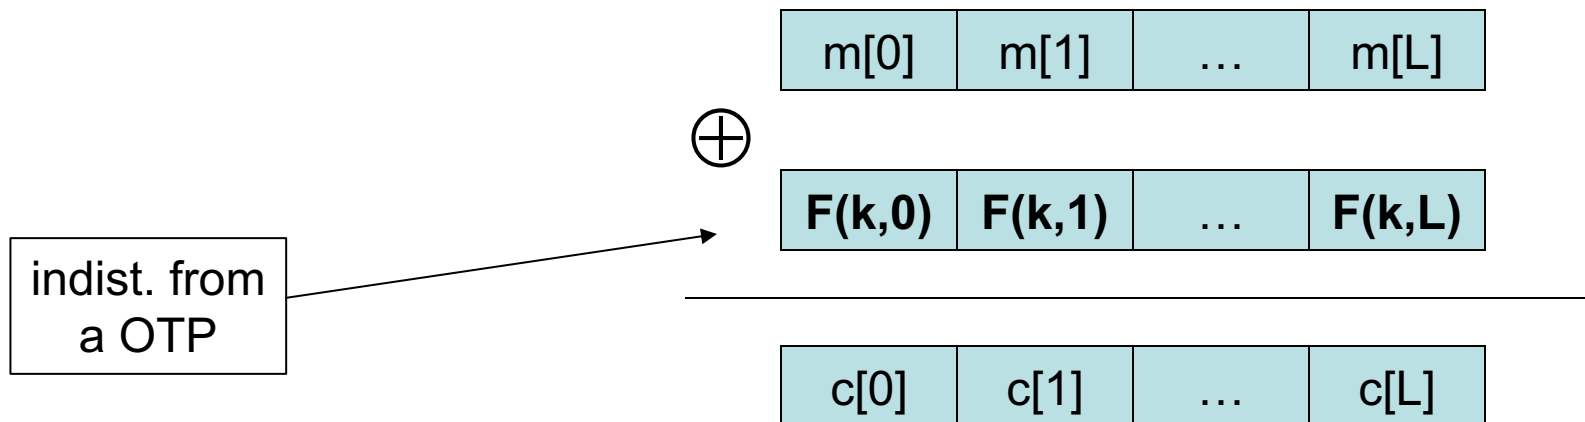 m[0] m[1] … m[L]
⊕
F(k,0) F(k,1) … F(k,L)
indist. from
a OTP
c[0] c[1] … c[L]